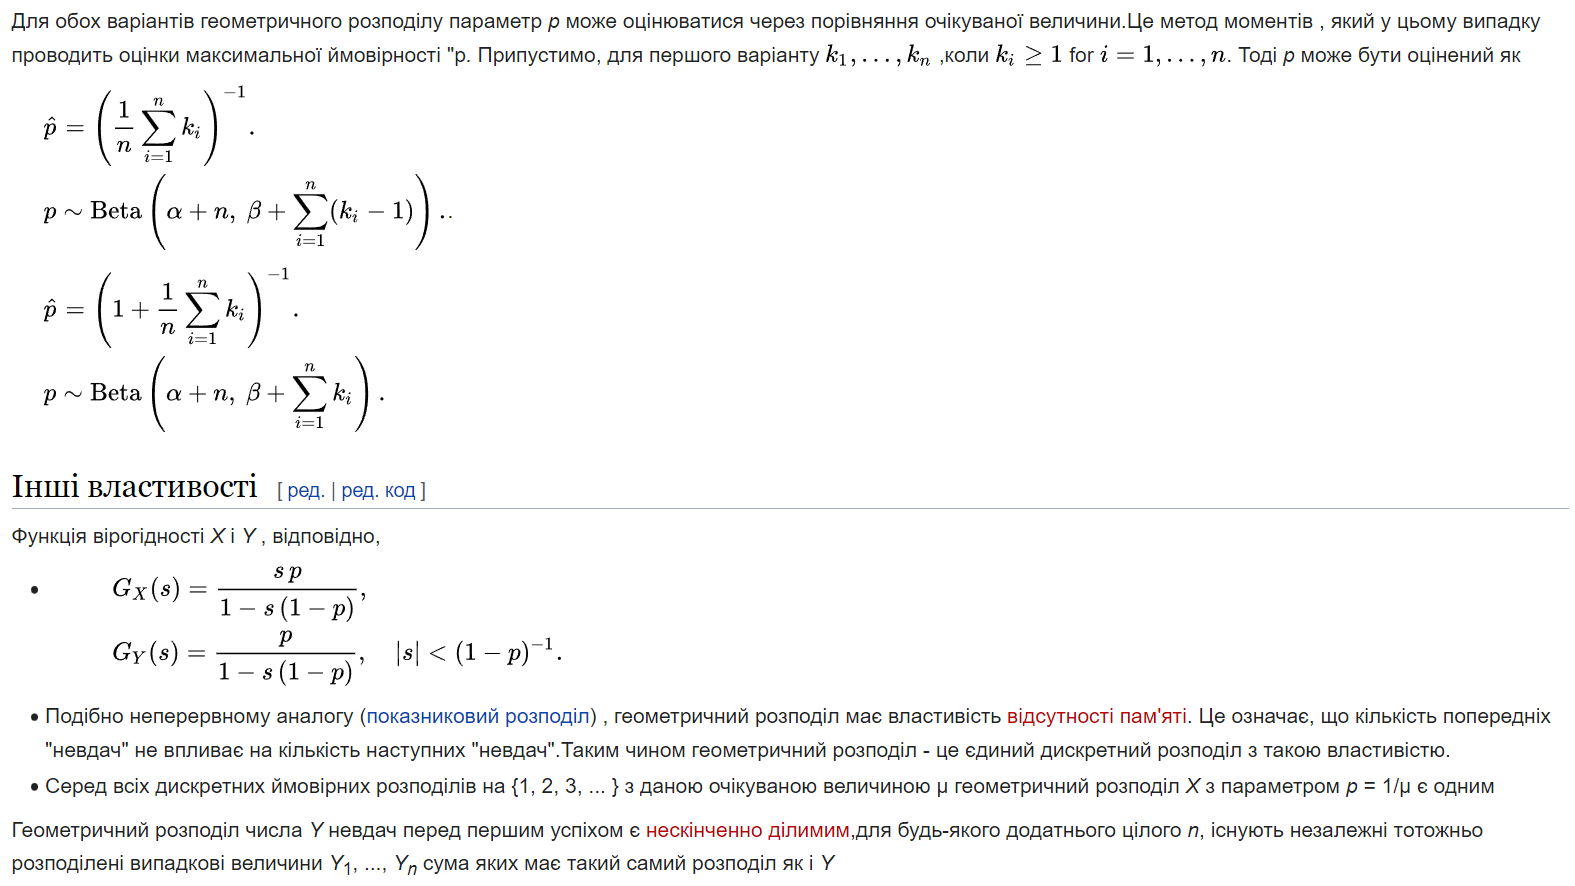 Для обох варіантів геометричного розподілу параметр p може оцінюватися через порівняння очікуваної величини.Це метод моментів , який у цьому випадку
проводить оцінки максимальної ймовірності "p. Припустимо, для першого варіанту k₁, . . . , kₙ ,коли kᵢ ≥ 1 for i = 1, . . . , n. Тоді p може бути оцінений як
p̂ = (1/n ∑ᵢ₌₁ⁿ kᵢ)⁻¹.
p ∼ Beta (α + n, β + ∑ᵢ₌₁ⁿ (kᵢ − 1)) ..
p̂ = (1 + 1/n ∑ᵢ₌₁ⁿ kᵢ)⁻¹.
p ∼ Beta (α + n, β + ∑ᵢ₌₁ⁿ kᵢ) .
Інші властивості [ ред. | ред. код ]
Функція вірогідності X і Y , відповідно,
• G_X(s) = s p / (1 − s (1 − p)),
G_Y(s) = p / (1 − s (1 − p)), |s| < (1 − p)⁻¹.
• Подібно неперервному аналогу (показниковий розподіл) , геометричний розподіл має властивість відсутності пам'яті. Це означає, що кількість попередніх
"невдач" не впливає на кількість наступних "невдач".Таким чином геометричний розподіл - це єдиний дискретний розподіл з такою властивістю.
• Серед всіх дискретних ймовірних розподілів на {1, 2, 3, ... } з даною очікуваною величиною μ геометричний розподіл X з параметром p = 1/μ є одним
Геометричний розподіл числа Y невдач перед першим успіхом є нескінченно ділимим,для будь-якого додатнього цілого n, існують незалежні тотожньо
розподілені випадкові величини Y₁, ..., Yₙ сума яких має такий самий розподіл як і Y